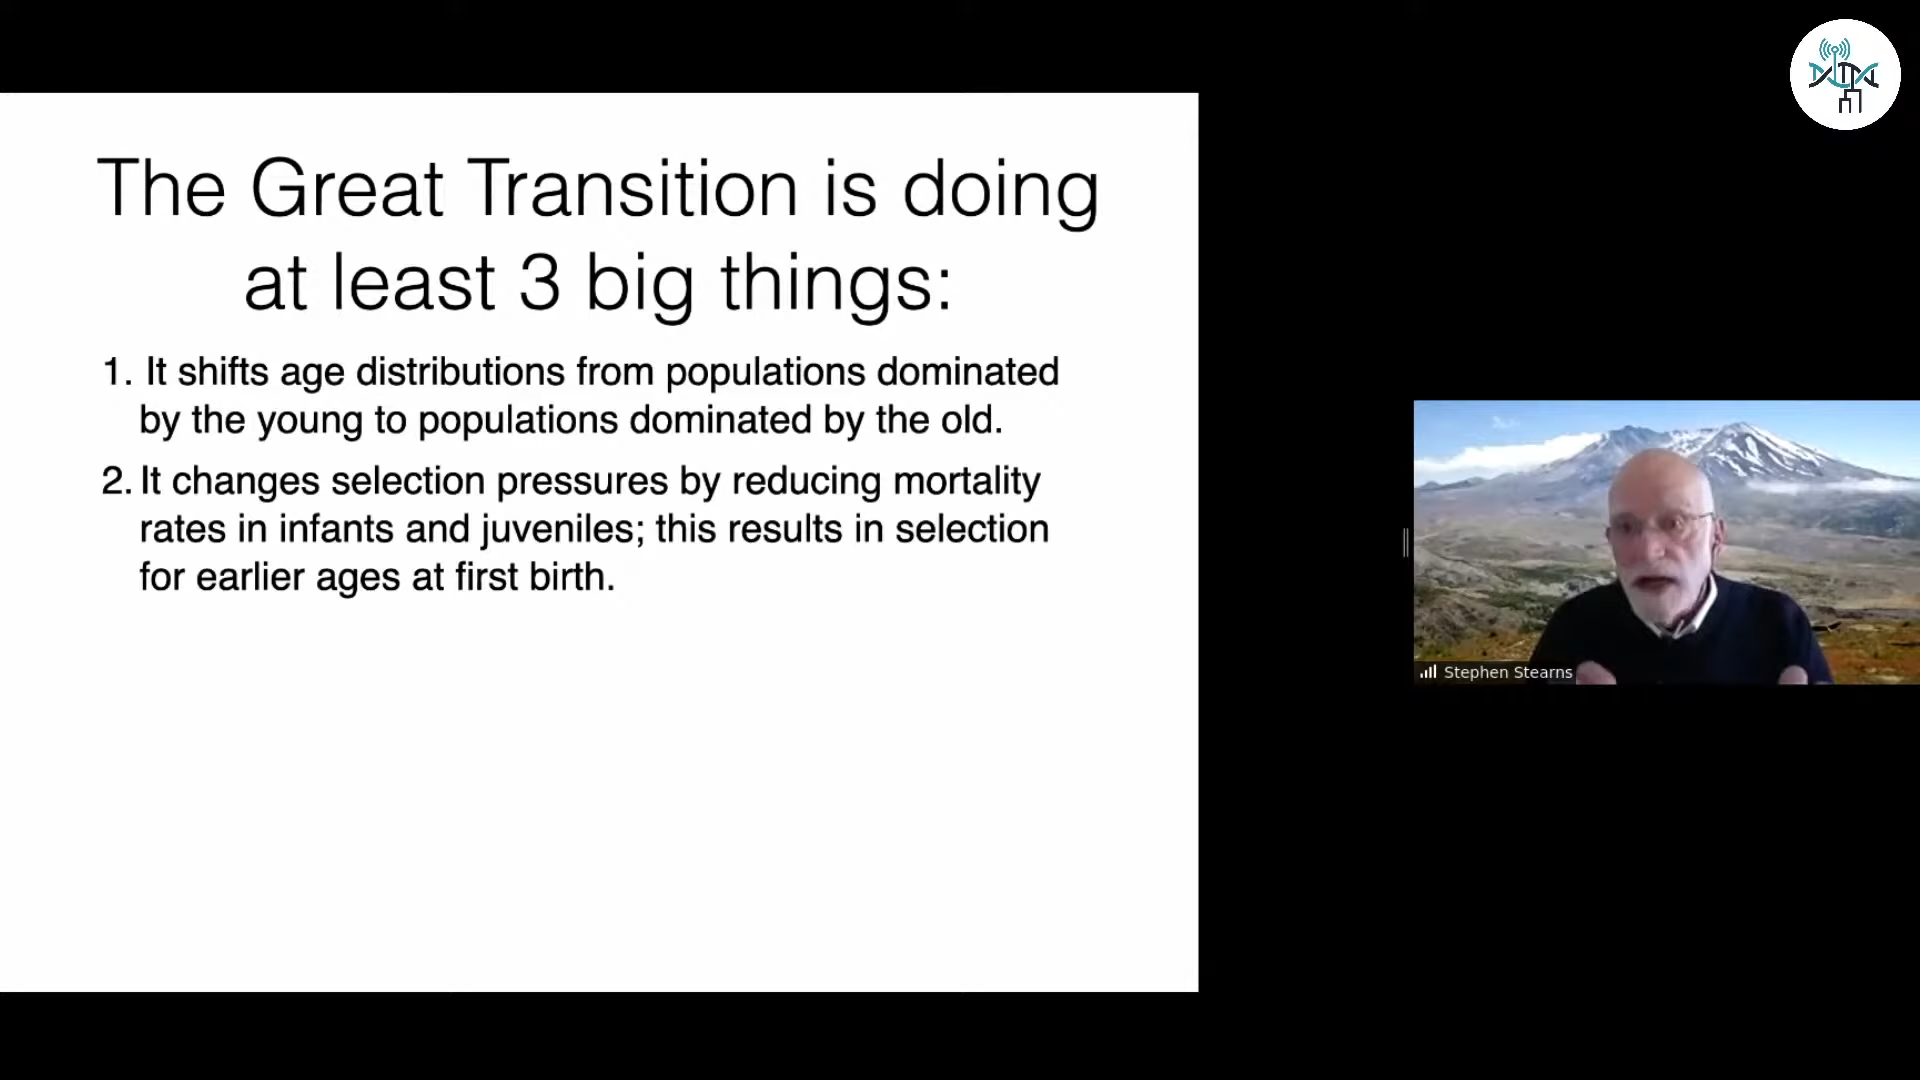 The Great Transition is doing
at least 3 big things:
1. It shifts age distributions from populations dominated
by the young to populations dominated by the old.
2. It changes selection pressures by reducing mortality
rates in infants and juveniles; this results in selection
for earlier ages at first birth.
Stephen Stearns